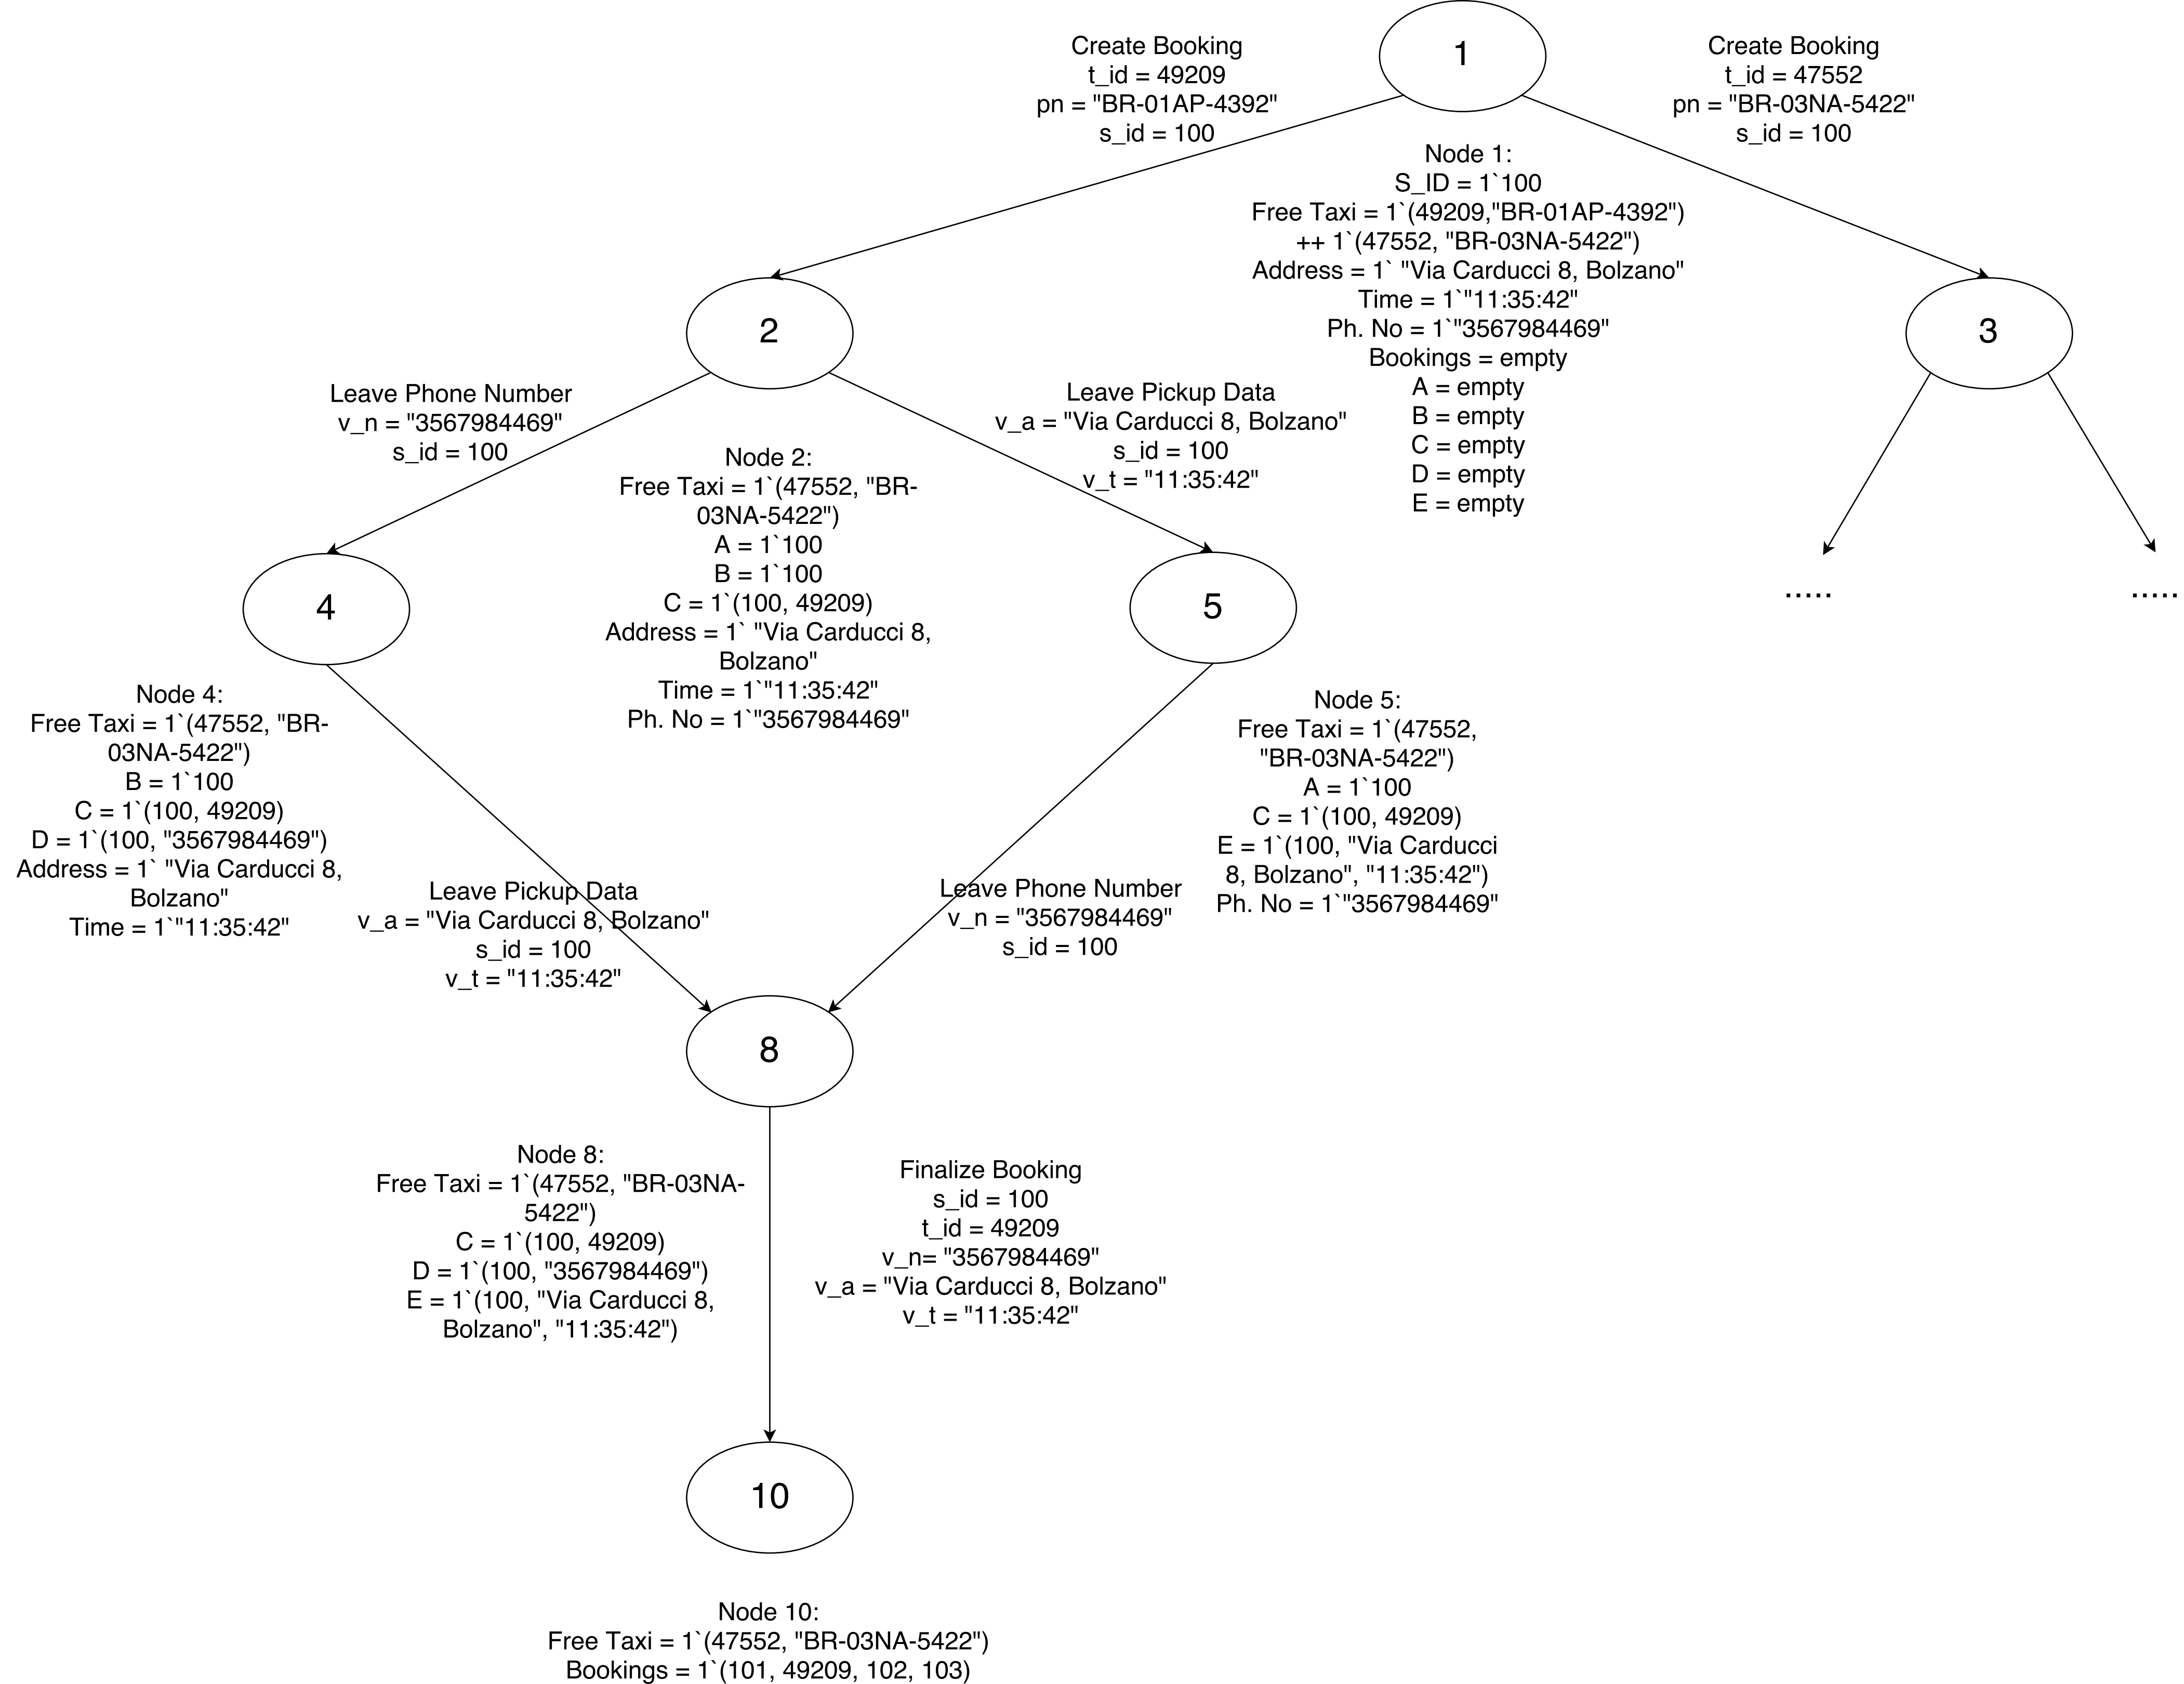 Create Booking
t_id = 49209
pn = "BR-01AP-4392"
s_id = 100
1
Create Booking
t_id = 47552
pn = "BR-03NA-5422"
s_id = 100
Node 1:
S_ID = 1`100
Free Taxi = 1`(49209,"BR-01AP-4392")
++ 1`(47552, "BR-03NA-5422")
Address = 1` "Via Carducci 8, Bolzano"
Time = 1`"11:35:42"
Ph. No = 1`"3567984469"
Bookings = empty
A = empty
B = empty
C = empty
D = empty
E = empty
2
3
Leave Phone Number
v_n = "3567984469"
s_id = 100
Leave Pickup Data
v_a = "Via Carducci 8, Bolzano"
s_id = 100
v_t = "11:35:42"
Node 2:
Free Taxi = 1`(47552, "BR-
03NA-5422")
A = 1`100
B = 1`100
C = 1`(100, 49209)
Address = 1` "Via Carducci 8,
Bolzano"
Time = 1`"11:35:42"
Ph. No = 1`"3567984469"
4
5
.....
.....
Node 4:
Free Taxi = 1`(47552, "BR-
03NA-5422")
B = 1`100
C = 1`(100, 49209)
D = 1`(100, "3567984469")
Address = 1` "Via Carducci 8,
Bolzano"
Time = 1`"11:35:42"
Node 5:
Free Taxi = 1`(47552,
"BR-03NA-5422")
A = 1`100
C = 1`(100, 49209)
E = 1`(100, "Via Carducci
8, Bolzano", "11:35:42")
Ph. No = 1`"3567984469"
Leave Pickup Data
v_a = "Via Carducci 8, Bolzano"
s_id = 100
v_t = "11:35:42"
Leave Phone Number
v_n = "3567984469"
s_id = 100
8
Node 8:
Free Taxi = 1`(47552, "BR-03NA-
5422")
C = 1`(100, 49209)
D = 1`(100, "3567984469")
E = 1`(100, "Via Carducci 8,
Bolzano", "11:35:42")
Finalize Booking
s_id = 100
t_id = 49209
v_n= "3567984469"
v_a = "Via Carducci 8, Bolzano"
v_t = "11:35:42"
10
Node 10:
Free Taxi = 1`(47552, "BR-03NA-5422")
Bookings = 1`(101, 49209, 102, 103)